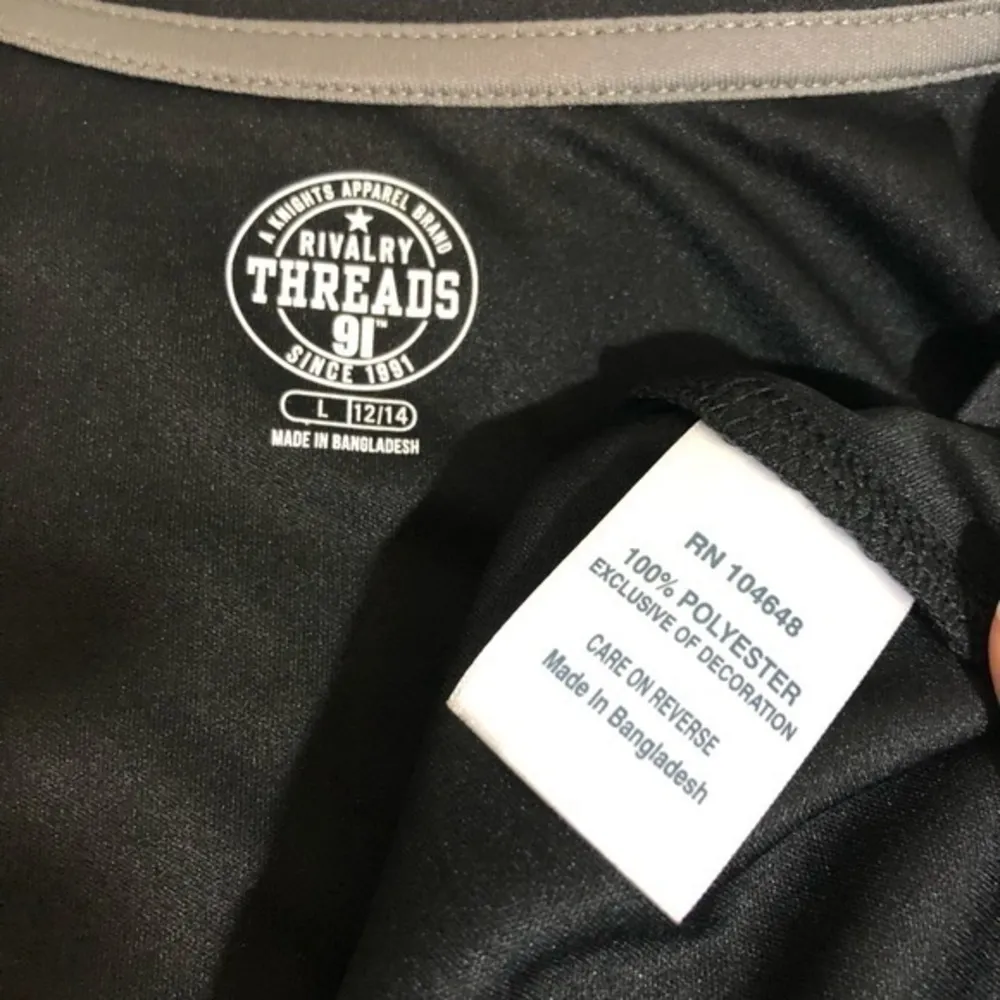 A KNIGHTS APPAREL BRAND
RIVALRY
THREADS
91™
SINCE 1991
L 12/14
MADE IN BANGLADESH
RN 104648
100% POLYESTER
EXCLUSIVE OF DECORATION
CARE ON REVERSE
Made In Bangladesh